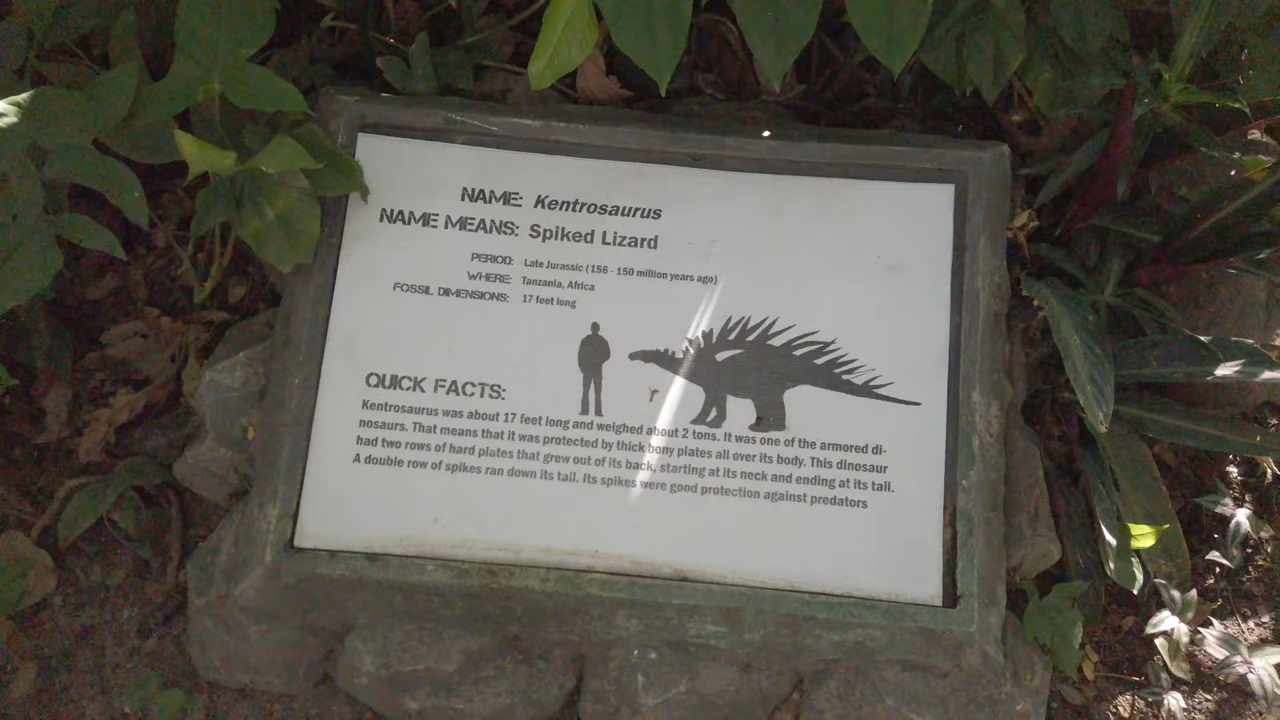 NAME: Kentrosaurus
NAME MEANS: Spiked Lizard
PERIOD: Late Jurassic (156 - 150 million years ago)
WHERE: Tanzania, Africa
FOSSIL DIMENSIONS: 17 feet long
QUICK FACTS:
Kentrosaurus was about 17 feet long and weighed about 2 tons. It was one of the armored di-
nosaurs. That means that it was protected by thick bony plates all over its body. This dinosaur
had two rows of hard plates that grew out of its back, starting at its neck and ending at its tail.
A double row of spikes ran down its tail. Its spikes were good protection against predators